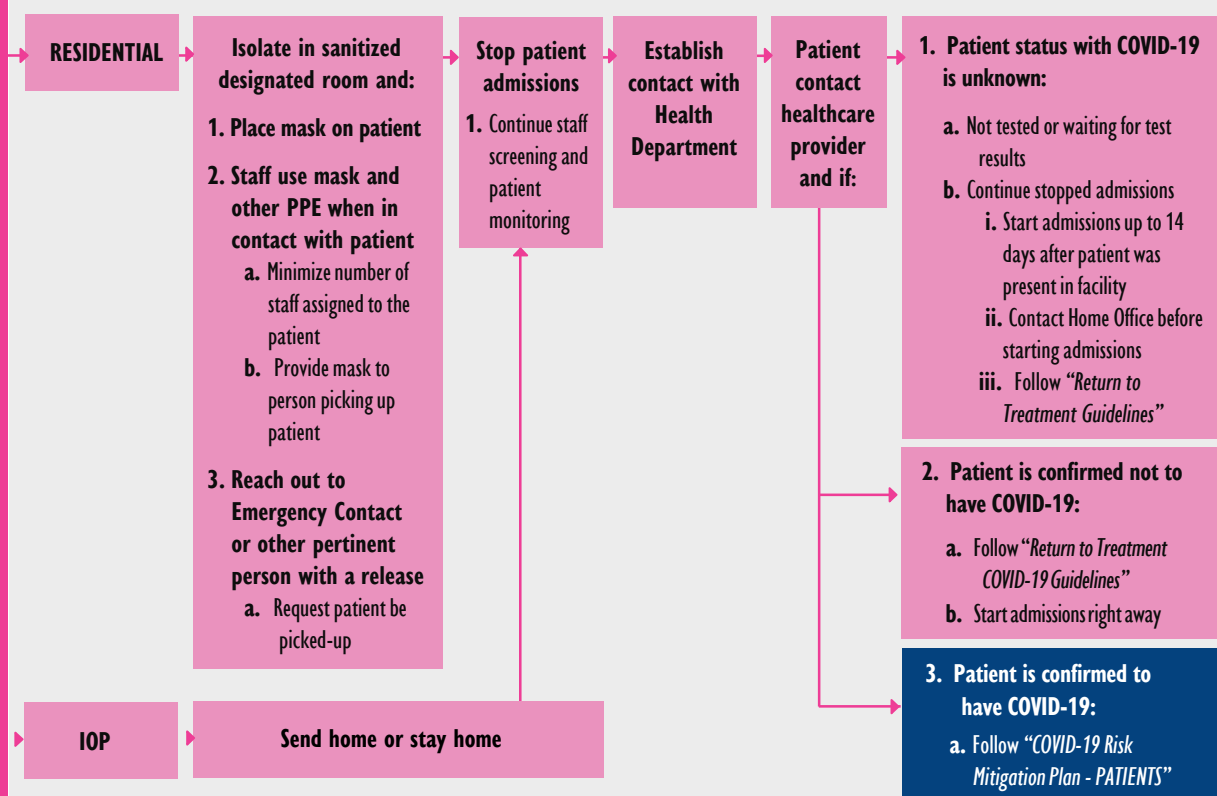 RESIDENTIAL
Isolate in sanitized
designated room and:
1. Place mask on patient
2. Staff use mask and
other PPE when in
contact with patient
a. Minimize number of
staff assigned to the
patient
b. Provide mask to
person picking up
patient
3. Reach out to
Emergency Contact
or other pertinent
person with a release
a. Request patient be
picked-up
Stop patient
admissions
1. Continue staff
screening and
patient
monitoring
Establish
contact with
Health
Department
Patient
contact
healthcare
provider
and if:
1. Patient status with COVID-19
is unknown:
a. Not tested or waiting for test
results
b. Continue stopped admissions
i. Start admissions up to 14
days after patient was
present in facility
ii. Contact Home Office before
starting admissions
iii. Follow “Return to
Treatment Guidelines”
2. Patient is confirmed not to
have COVID-19:
a. Follow “Return to Treatment
COVID-19 Guidelines”
b. Start admissions right away
3. Patient is confirmed to
have COVID-19:
a. Follow “COVID-19 Risk
Mitigation Plan - PATIENTS”
IOP
Send home or stay home